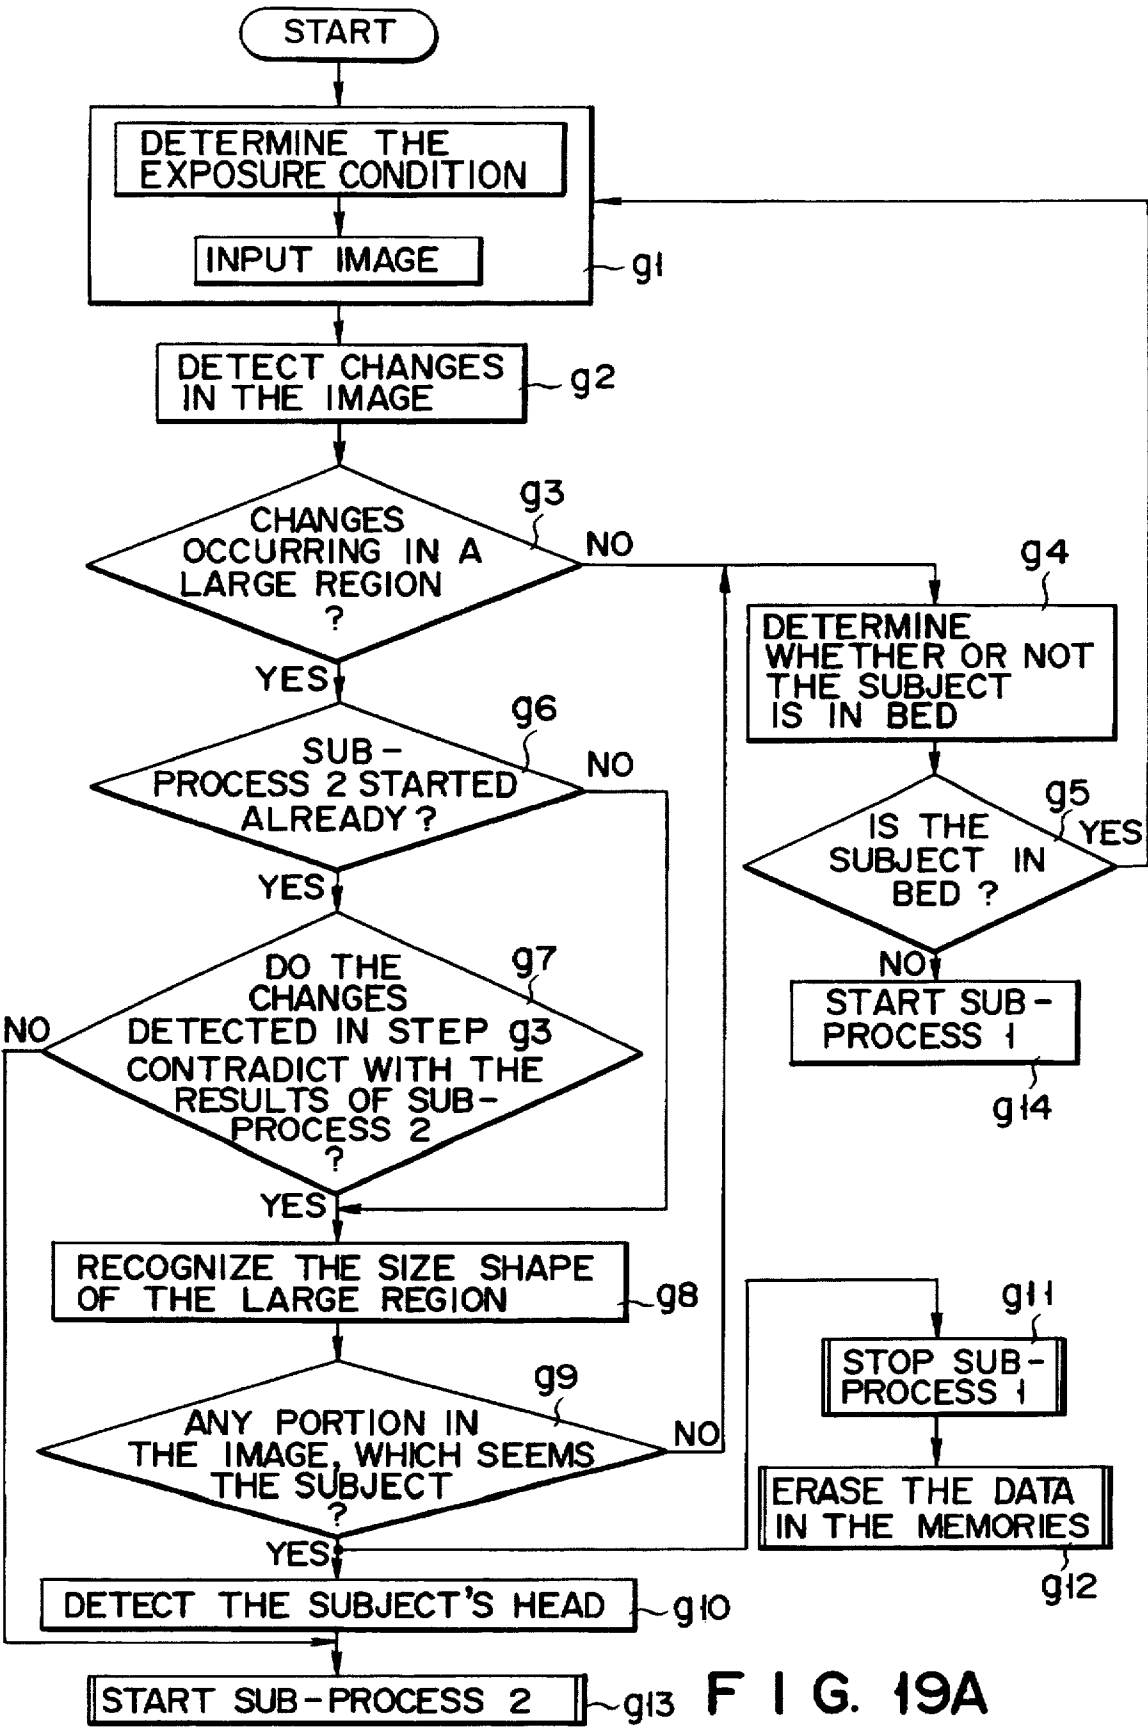 START
DETERMINE THE
EXPOSURE CONDITION
INPUT IMAGE
g1
DETECT CHANGES
IN THE IMAGE
g2
g3
CHANGES
OCCURRING IN A
LARGE REGION
?
NO
YES
g4
DETERMINE
WHETHER OR NOT
THE SUBJECT
IS IN BED
g6
SUB-
PROCESS 2 STARTED
ALREADY?
NO
YES
g5
IS THE
SUBJECT IN
BED ?
YES
NO
START SUB-
PROCESS 1
g14
g7
DO THE
CHANGES
DETECTED IN STEP g3
CONTRADICT WITH THE
RESULTS OF SUB-
PROCESS 2
?
NO
YES
RECOGNIZE THE SIZE SHAPE
OF THE LARGE REGION
g8
g9
ANY PORTION IN
THE IMAGE, WHICH SEEMS
THE SUBJECT
?
NO
YES
g11
STOP SUB-
PROCESS 1
ERASE THE DATA
IN THE MEMORIES
g12
DETECT THE SUBJECT'S HEAD
g10
START SUB-PROCESS 2
g13
FIG. 19A